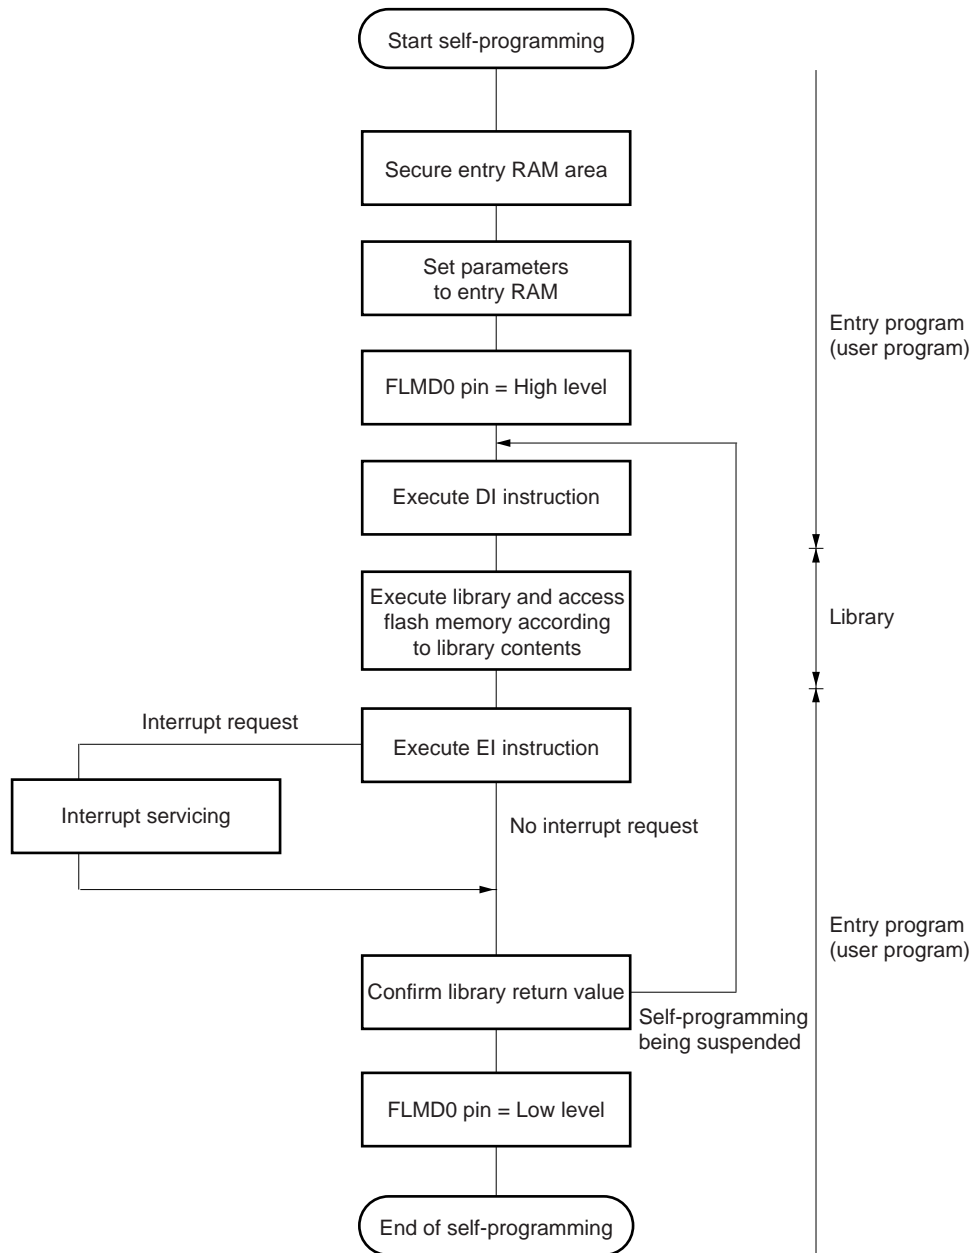 Start self-programming
Secure entry RAM area
Set parameters
to entry RAM
Entry program
(user program)
FLMD0 pin = High level
Execute DI instruction
Execute library and access
flash memory according
to library contents
Library
Interrupt request
Execute EI instruction
Interrupt servicing
No interrupt request
Entry program
(user program)
Confirm library return value
Self-programming
being suspended
FLMD0 pin = Low level
End of self-programming